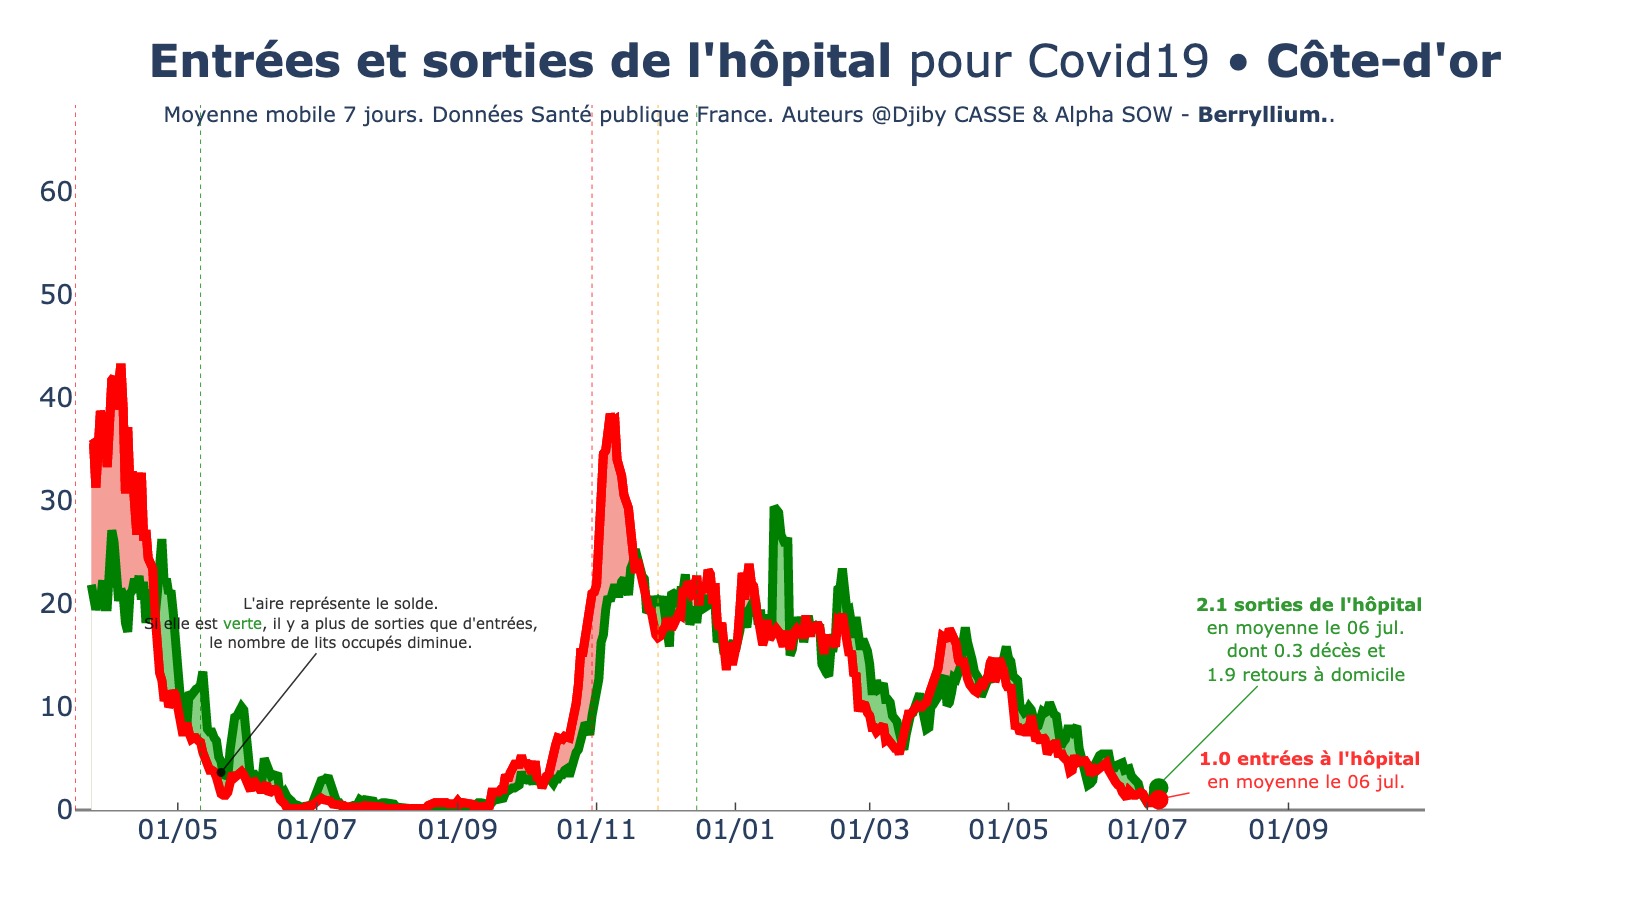 Entrées et sorties de l'hôpital pour Covid19 • Côte-d'or
Moyenne mobile 7 jours. Données Santé publique France. Auteurs @Djiby CASSE & Alpha SOW - Berryllium..
60
50
40
30
20
10
0
L'aire représente le solde.
Si elle est verte, il y a plus de sorties que d'entrées,
le nombre de lits occupés diminue.
2.1 sorties de l'hôpital
en moyenne le 06 jul.
dont 0.3 décès et
1.9 retours à domicile
1.0 entrées à l'hôpital
en moyenne le 06 jul.
01/05
01/07
01/09
01/11
01/01
01/03
01/05
01/07
01/09